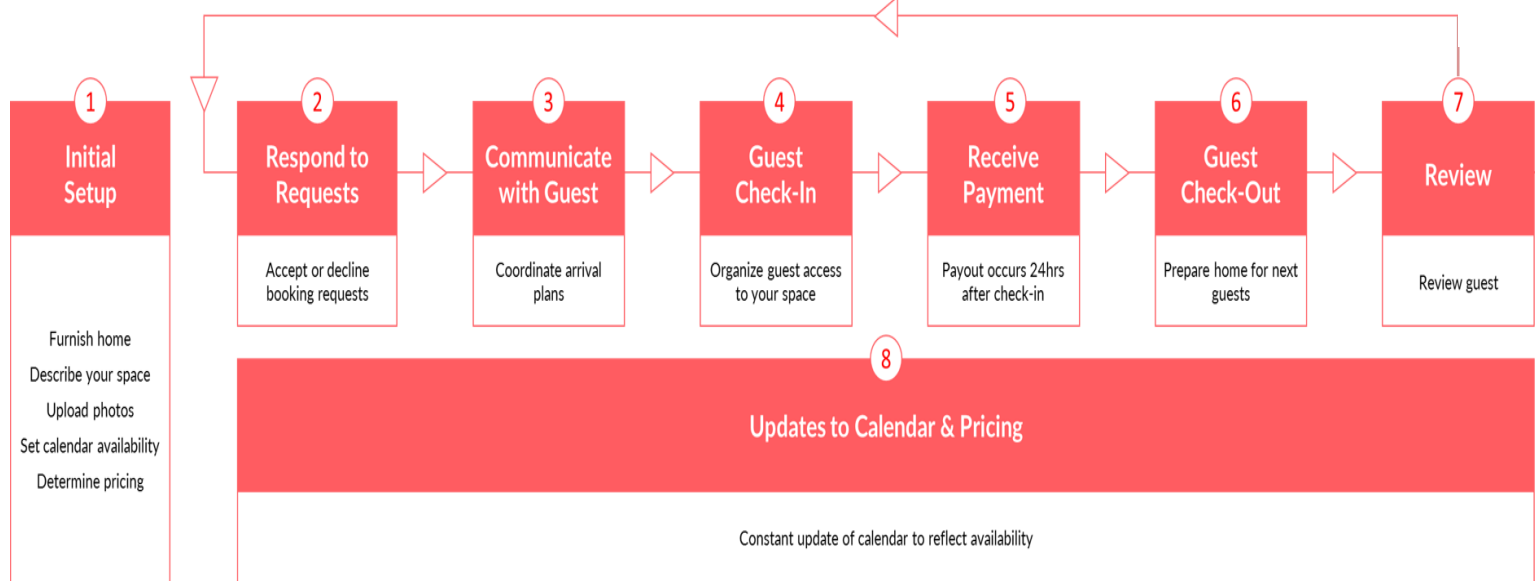 1
Initial
Setup
Furnish home
Describe your space
Upload photos
Set calendar availability
Determine pricing
2
Respond to
Requests
Accept or decline
booking requests
3
Communicate
with Guest
Coordinate arrival
plans
4
Guest
Check-In
Organize guest access
to your space
5
Receive
Payment
Payout occurs 24hrs
after check-in
6
Guest
Check-Out
Prepare home for next
guests
7
Review
Review guest
8
Updates to Calendar & Pricing
Constant update of calendar to reflect availability